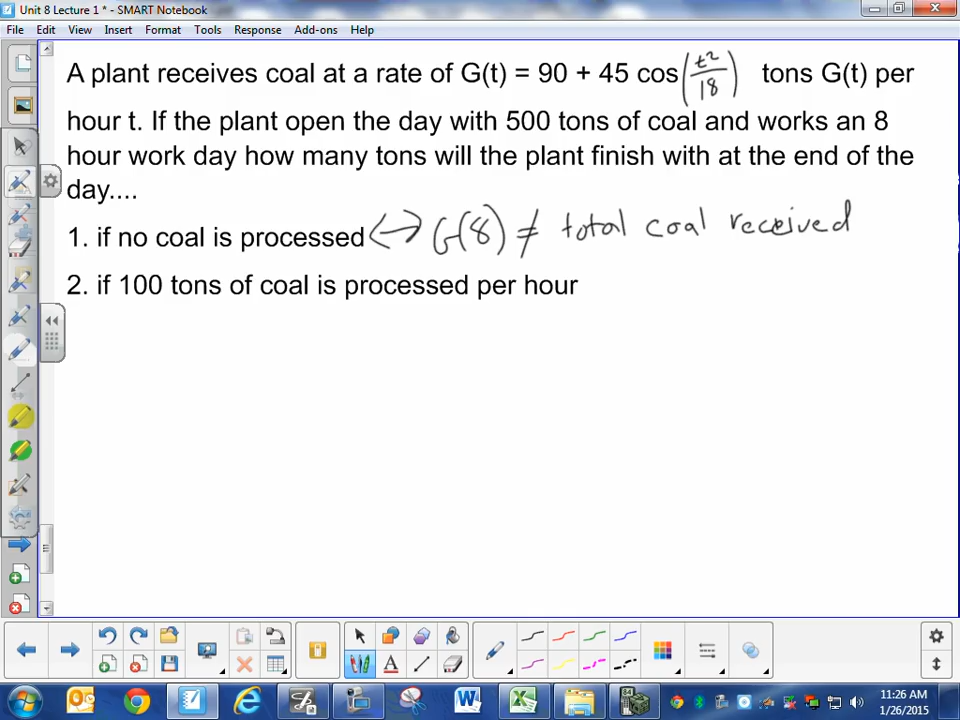 Unit 8 Lecture 1 * - SMART Notebook
File Edit View Insert Format Tools Response Add-ons Help
A plant receives coal at a rate of G(t) = 90 + 45 cos(t²/18) tons G(t) per
hour t. If the plant open the day with 500 tons of coal and works an 8
hour work day how many tons will the plant finish with at the end of the
day....
1. if no coal is processed ↔ G(8) ≠ total coal received
2. if 100 tons of coal is processed per hour
11:26 AM
1/26/2015